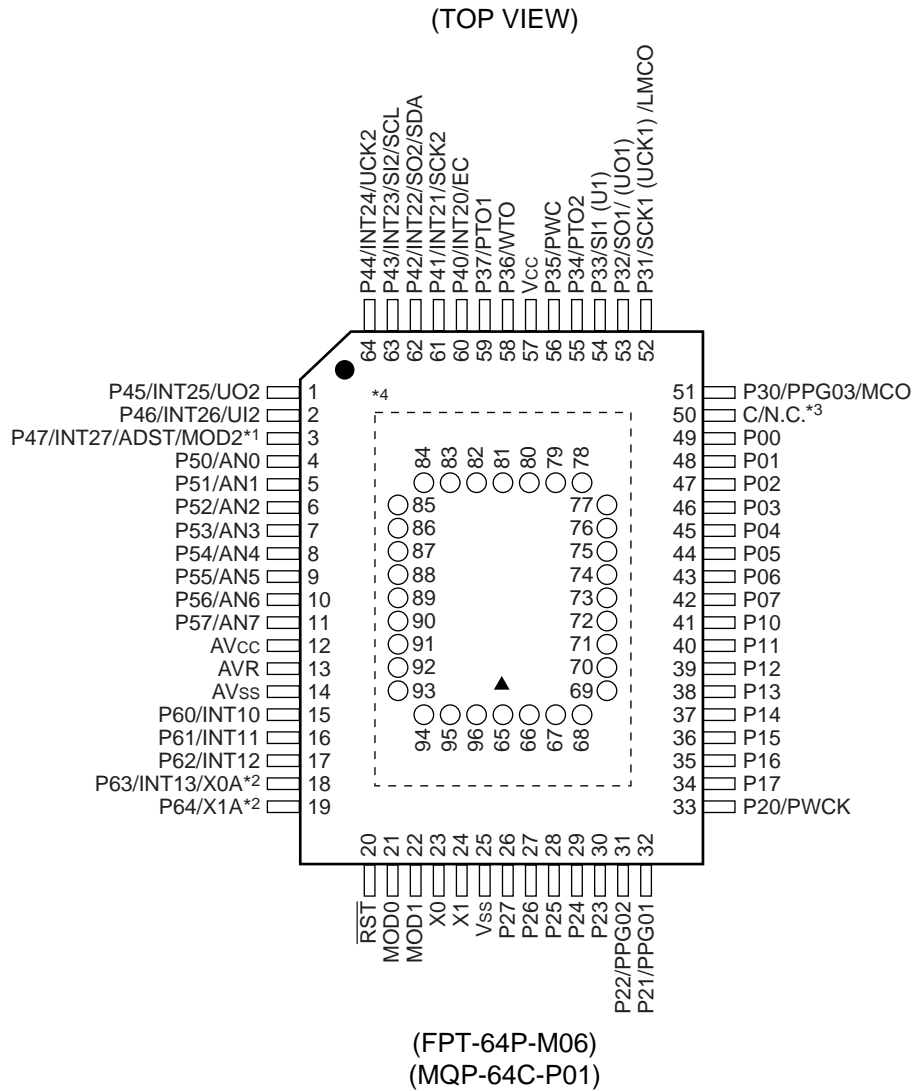 (TOP VIEW)
P44/INT24/UCK2
P43/INT23/SI2/SCL
P42/INT22/SO2/SDA
P41/INT21/SCK2
P40/INT20/EC
P37/PTO1
P36/WTO
VCC
P35/PWC
P34/PTO2
P33/SI1 (U1)
P32/SO1/ (UO1)
P31/SCK1 (UCK1) /LMCO
64
63
62
61
60
59
58
57
56
55
54
53
52
P45/INT25/UO2 1
P46/INT26/UI2 2
P47/INT27/ADST/MOD2*1 3
P50/AN0 4
P51/AN1 5
P52/AN2 6
P53/AN3 7
P54/AN4 8
P55/AN5 9
P56/AN6 10
P57/AN7 11
AVCC 12
AVR 13
AVSS 14
P60/INT10 15
P61/INT11 16
P62/INT12 17
P63/INT13/X0A*2 18
P64/X1A*2 19
*4
84
83
82
81
80
79
78
85
86
87
88
89
90
91
92
93
77
76
75
74
73
72
71
70
69
94
95
96
65
66
67
68
51 P30/PPG03/MCO
50 C/N.C.*3
49 P00
48 P01
47 P02
46 P03
45 P04
44 P05
43 P06
42 P07
41 P10
40 P11
39 P12
38 P13
37 P14
36 P15
35 P16
34 P17
33 P20/PWCK
20
21
22
23
24
25
26
27
28
29
30
31
32
RST
MOD0
MOD1
X0
X1
VSS
P27
P26
P25
P24
P23
P22/PPG02
P21/PPG01
(FPT-64P-M06)
(MQP-64C-P01)